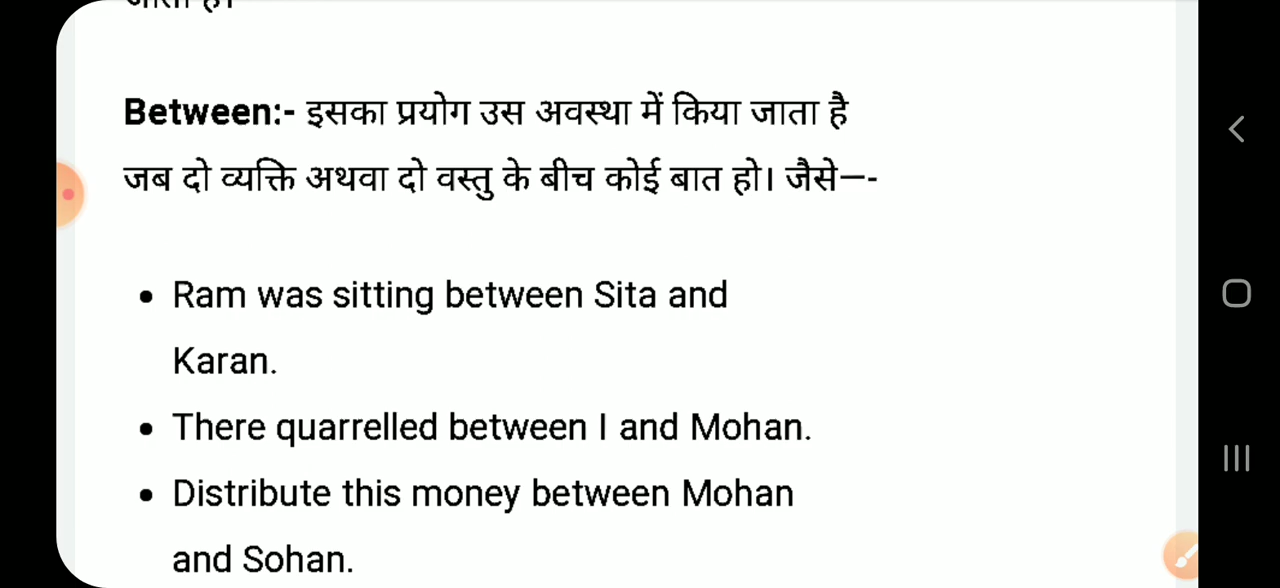 Between:- इसका प्रयोग उस अवस्था में किया जाता है
जब दो व्यक्ति अथवा दो वस्तु के बीच कोई बात हो। जैसे—-
• Ram was sitting between Sita and
Karan.
• There quarrelled between I and Mohan.
• Distribute this money between Mohan
and Sohan.